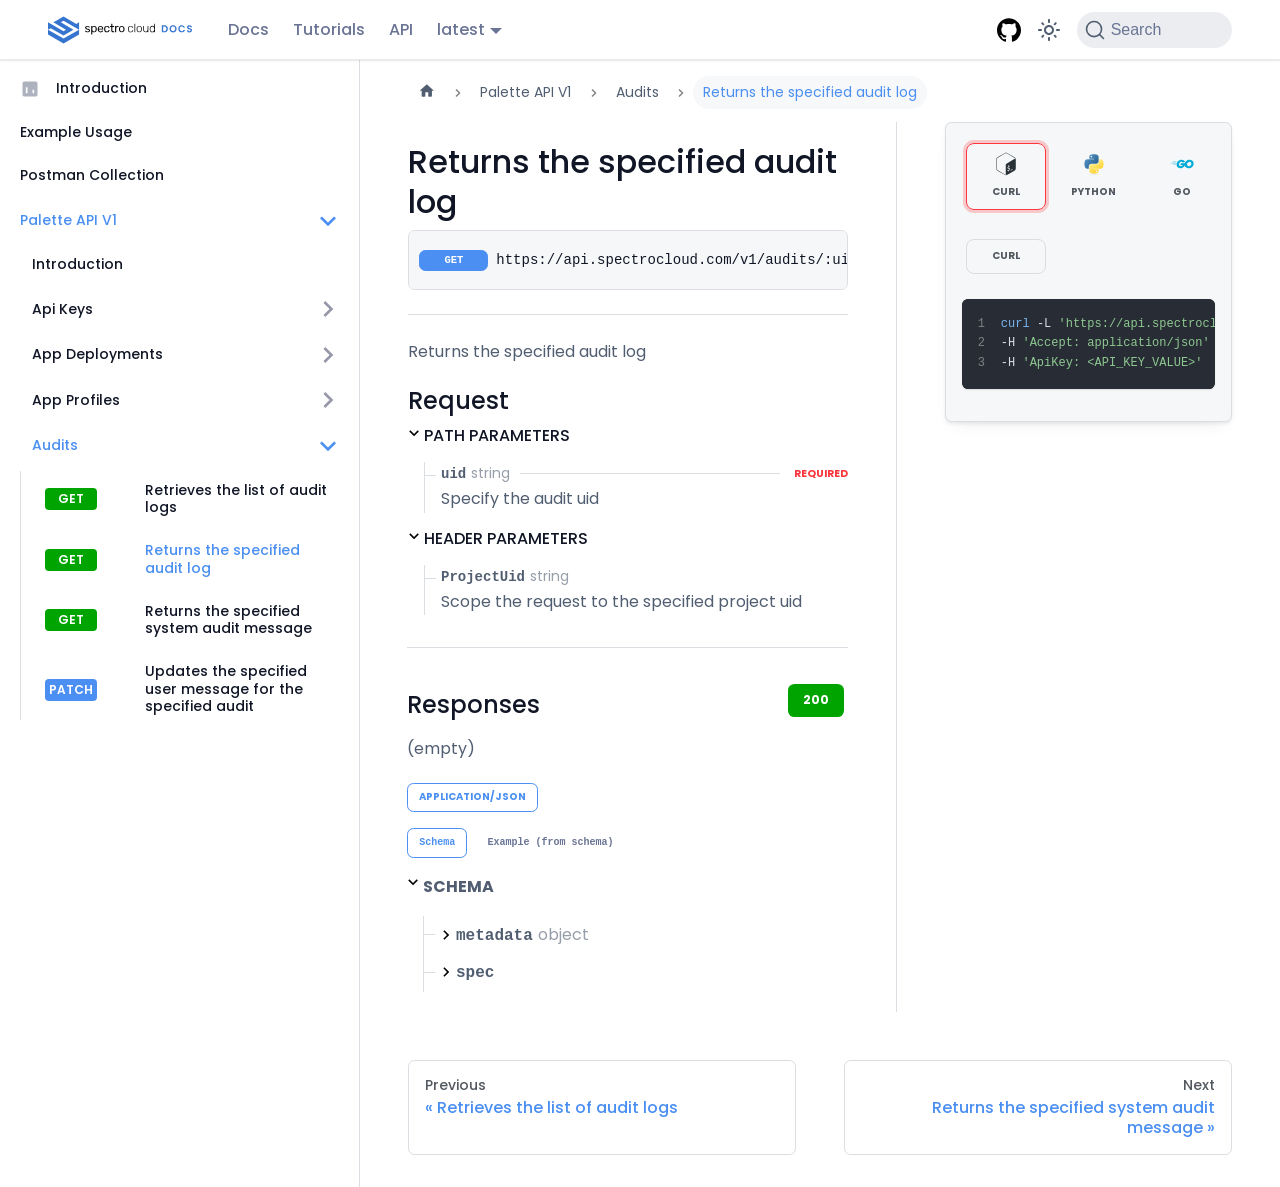 spectro cloud DOCS
Docs
Tutorials
API
latest
Search
Introduction
Example Usage
Postman Collection
Palette API V1
Introduction
Api Keys
App Deployments
App Profiles
Audits
GET
Retrieves the list of audit
logs
GET
Returns the specified
audit log
GET
Returns the specified
system audit message
PATCH
Updates the specified
user message for the
specified audit
Palette API V1
Audits
Returns the specified audit log
Returns the specified audit
log
GET https://api.spectrocloud.com/v1/audits/:ui
Returns the specified audit log
Request
PATH PARAMETERS
uid string REQUIRED
Specify the audit uid
HEADER PARAMETERS
ProjectUid string
Scope the request to the specified project uid
Responses
200
(empty)
APPLICATION/JSON
Schema
Example (from schema)
SCHEMA
metadata object
spec
CURL
PYTHON
GO
GO
CURL
1 curl -L 'https://api.spectrocl
2 -H 'Accept: application/json'
3 -H 'ApiKey: <API_KEY_VALUE>'
Previous
« Retrieves the list of audit logs
Next
Returns the specified system audit
message »